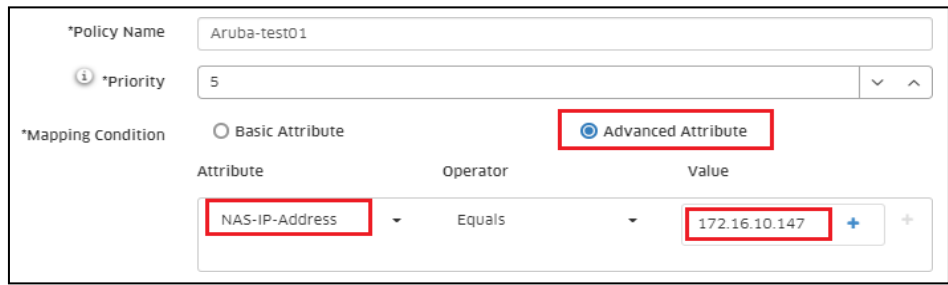 *Policy Name Aruba-test01
i *Priority 5
*Mapping Condition Basic Attribute Advanced Attribute
Attribute Operator Value
NAS-IP-Address Equals 172.16.10.147 + +